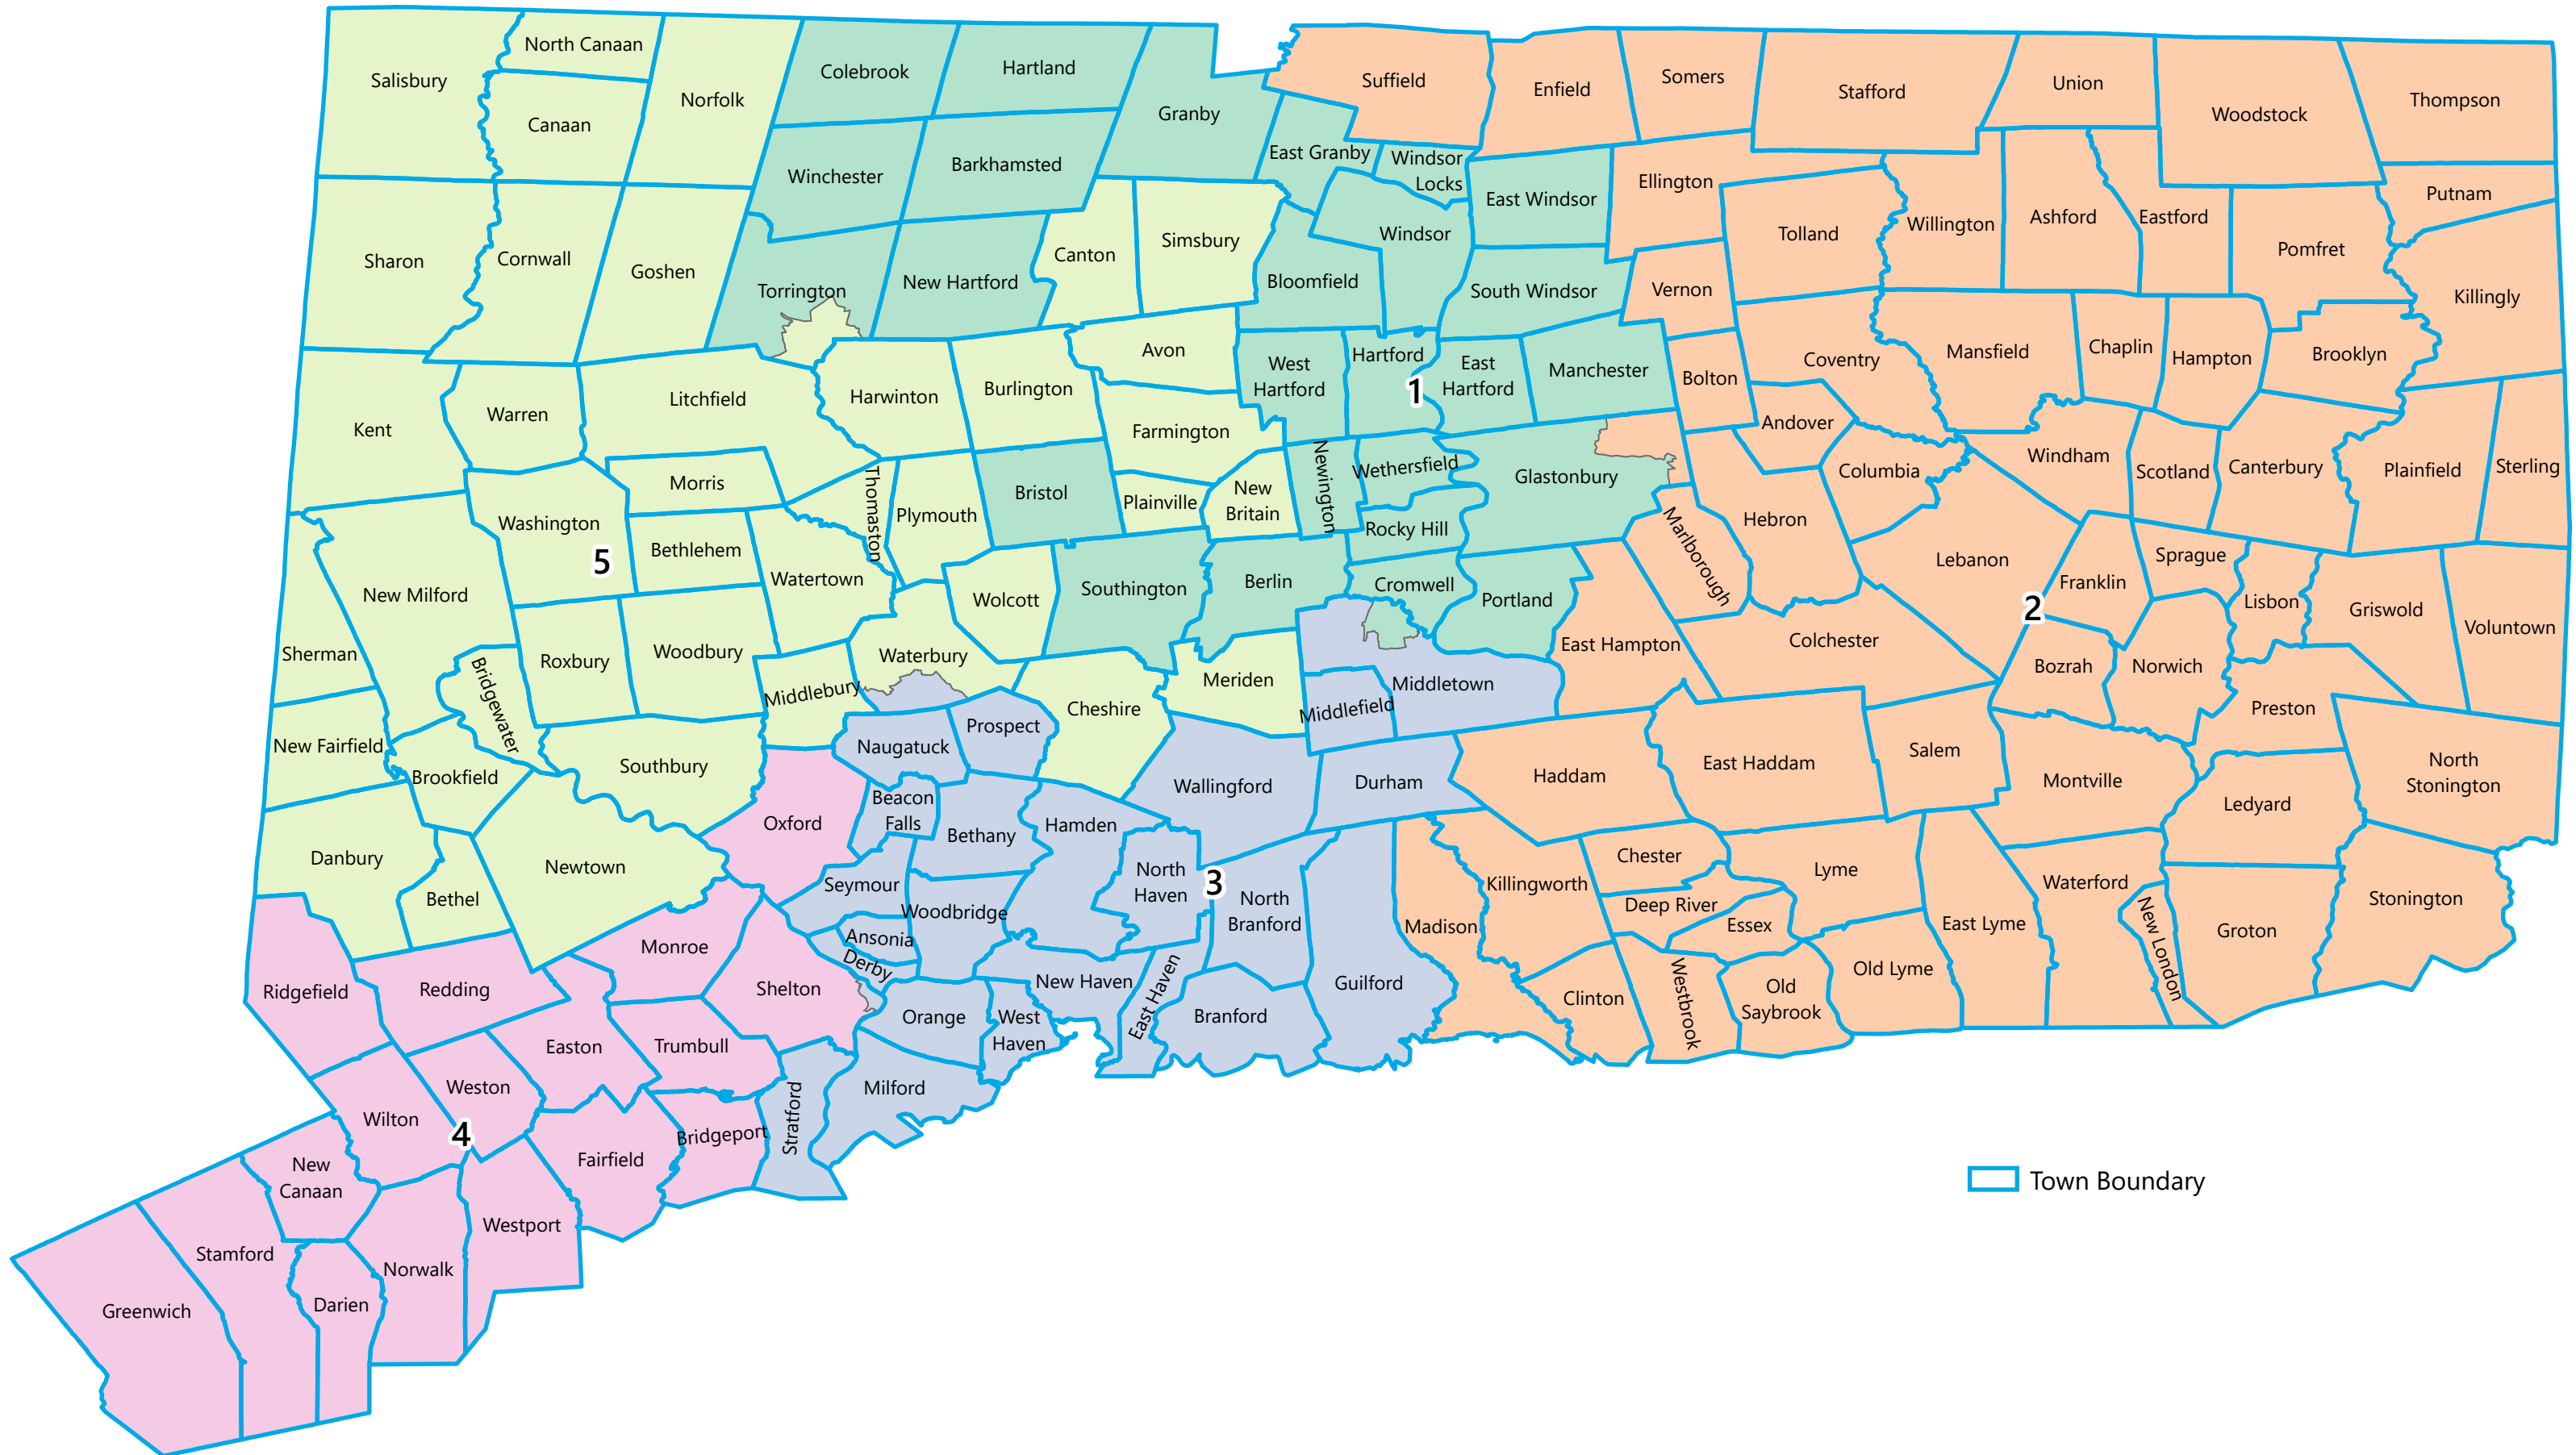 North Canaan
Salisbury
Canaan
Norfolk
Colebrook
Hartland
Granby
Suffield
Enfield
Somers
Stafford
Union
Woodstock
Thompson
Winchester
Barkhamsted
East Granby
Windsor
Locks
East Windsor
Ellington
Tolland
Willington
Ashford
Eastford
Pomfret
Putnam
Killingly
Sharon
Cornwall
Goshen
Torrington
New Hartford
Canton
Simsbury
Bloomfield
Windsor
South Windsor
Vernon
Kent
Warren
Litchfield
Harwinton
Burlington
Avon
Farmington
West
Hartford
Hartford
1
East
Hartford
Manchester
Bolton
Coventry
Andover
Mansfield
Chaplin
Hampton
Brooklyn
Morris
Thomaston
Plymouth
Bristol
Plainville
New
Britain
Newington
Wethersfield
Rocky Hill
Glastonbury
Marlborough
Hebron
Columbia
Windham
Scotland
Canterbury
Plainfield
Sterling
Washington
5
Bethlehem
Watertown
New Milford
Wolcott
Southington
Berlin
Cromwell
Portland
East Hampton
Colchester
Lebanon
2
Franklin
Sprague
Lisbon
Griswold
Voluntown
Sherman
Bridgewater
Roxbury
Woodbury
Middlebury
Waterbury
Cheshire
Meriden
Middlefield
Middletown
Bozrah
Norwich
Preston
New Fairfield
Brookfield
Southbury
Naugatuck
Prospect
Wallingford
Durham
Haddam
East Haddam
Salem
Montville
Ledyard
North
Stonington
Danbury
Bethel
Newtown
Oxford
Beacon
Falls
Bethany
Hamden
North
Haven
3
North
Branford
Madison
Killingworth
Chester
Deep River
Essex
Lyme
East Lyme
Waterford
New London
Groton
Stonington
Seymour
Woodbridge
Ansonia
Derby
Monroe
Shelton
Ridgefield
Redding
Orange
West
Haven
New Haven
East Haven
Branford
Guilford
Clinton
Westbrook
Old
Saybrook
Old Lyme
Easton
Trumbull
Milford
Stratford
Weston
Wilton
4
Fairfield
Bridgeport
New
Canaan
Westport
Stamford
Norwalk
Darien
Greenwich
Town Boundary